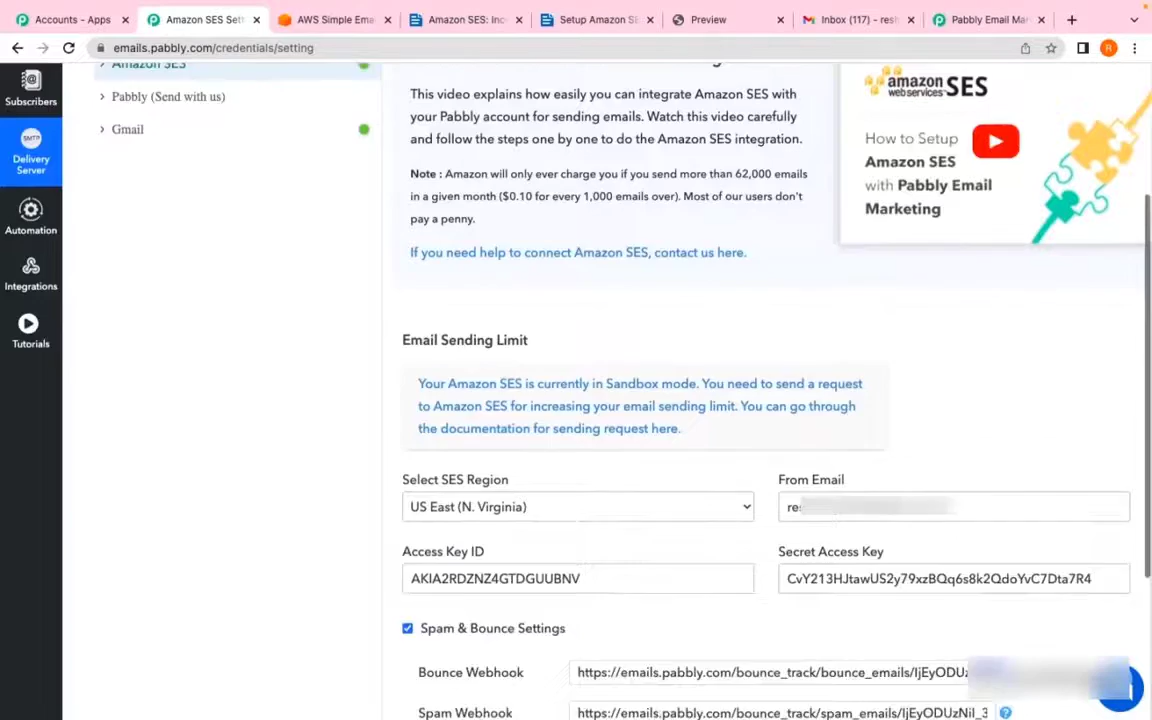 Accounts - Apps
Amazon SES Set
AWS Simple Ema
Amazon SES: Inc
Setup Amazon S
Preview
Inbox (117) - res
Pabbly Email Ma
emails.pabbly.com/credentials/setting
R
Subscribers
SMTP
Delivery
Server
Automation
Integrations
Tutorials
Amazon SES
Pabbly (Send with us)
Gmail
This video explains how easily you can integrate Amazon SES with
your Pabbly account for sending emails. Watch this video carefully
and follow the steps one by one to do the Amazon SES integration.
Note : Amazon will only ever charge you if you send more than 62,000 emails
in a given month ($0.10 for every 1,000 emails over). Most of our users don't
pay a penny.
If you need help to connect Amazon SES, contact us here.
amazon
webservices™ SES
How to Setup
Amazon SES
with Pabbly Email
Marketing
Email Sending Limit
Your Amazon SES is currently in Sandbox mode. You need to send a request
to Amazon SES for increasing your email sending limit. You can go through
the documentation for sending request here.
Select SES Region
From Email
US East (N. Virginia)
re
Access Key ID
Secret Access Key
AKIA2RDZNZ4GTDGUUBNV
CvY213HJtawUS2y79xzBQq6s8k2QdoYvC7Dta7R4
Spam & Bounce Settings
Bounce Webhook
https://emails.pabbly.com/bounce_track/bounce_emails/IjEyODUz
Spam Webhook
https://emails.pabbly.com/bounce_track/spam_emails/IjEyODUzNiI_3